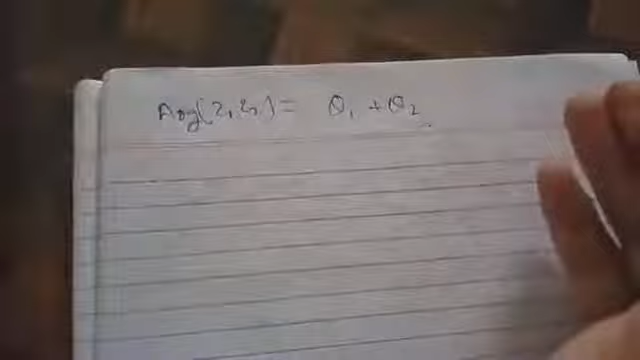 Arg(z₁z₂) = θ₁ + θ₂